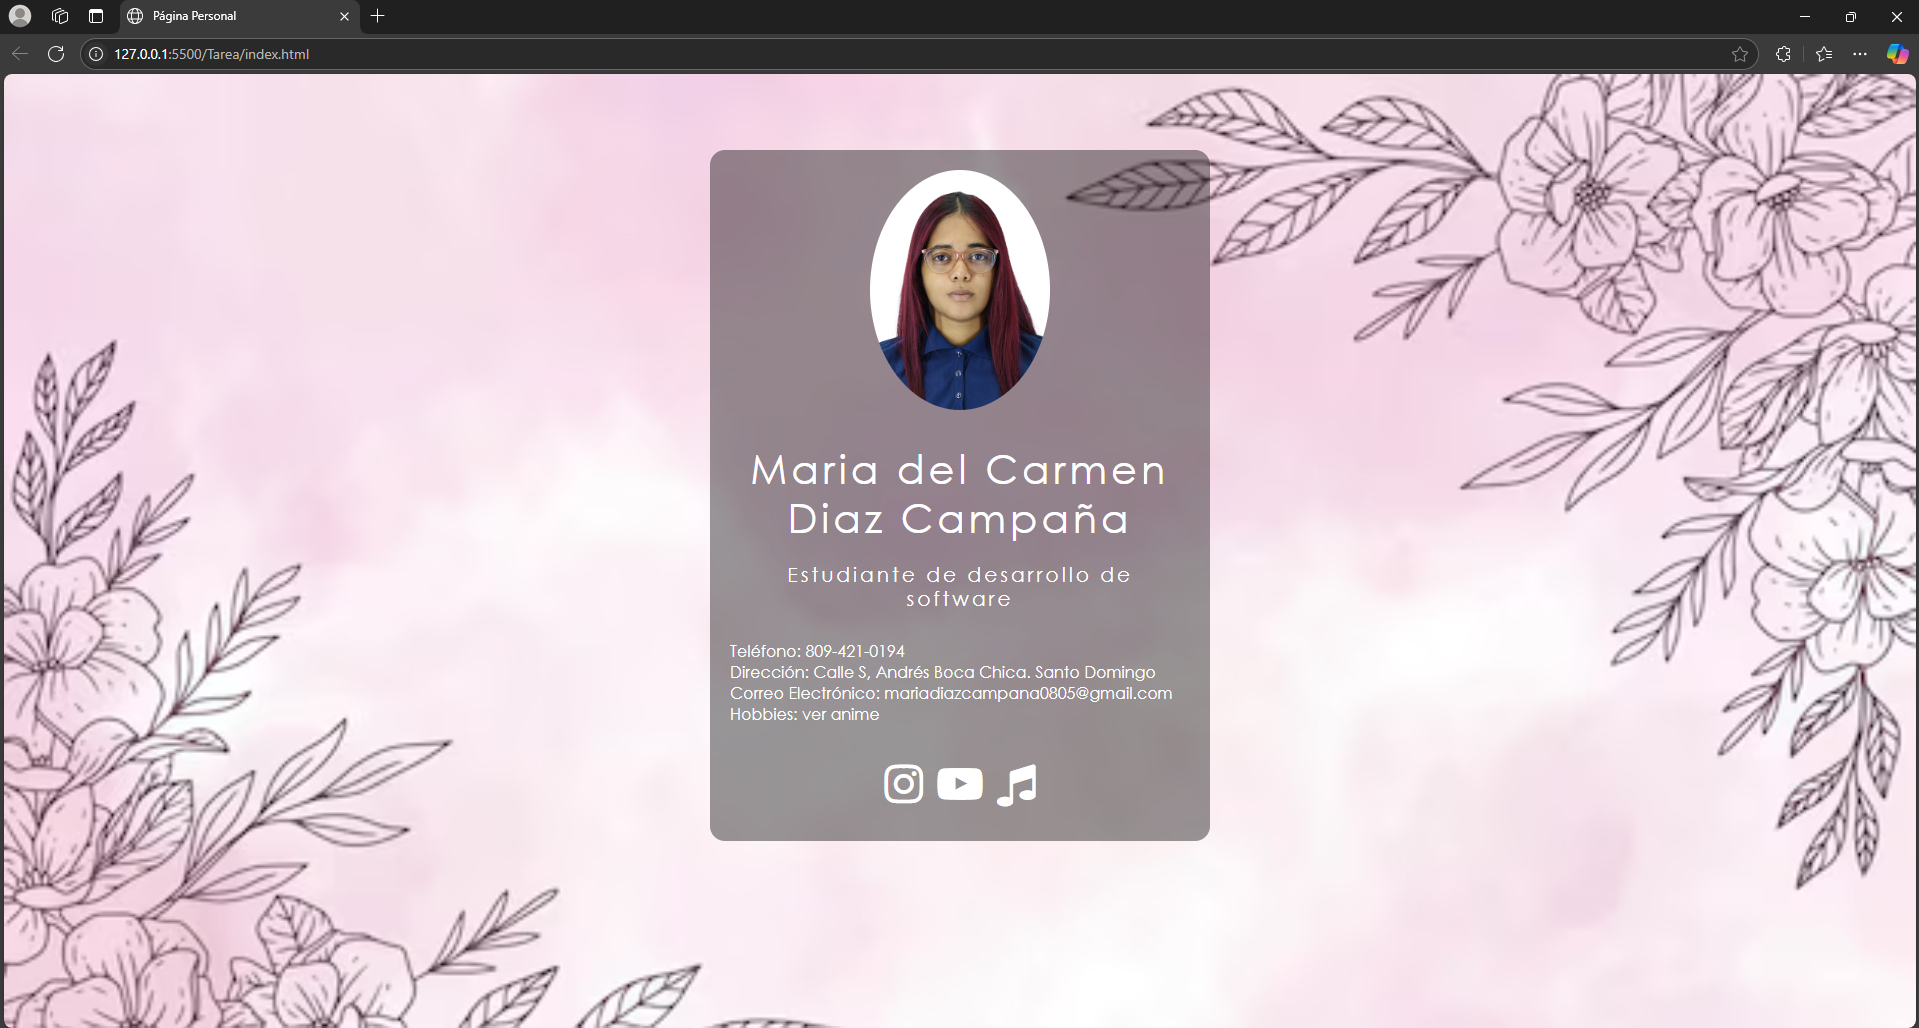 Página Personal
127.0.0.1:5500/Tarea/index.html
Maria del Carmen
Diaz Campaña
Estudiante de desarrollo de
software
Teléfono: 809-421-0194
Dirección: Calle S, Andrés Boca Chica. Santo Domingo
Correo Electrónico: mariadiazcampana0805@gmail.com
Hobbies: ver anime